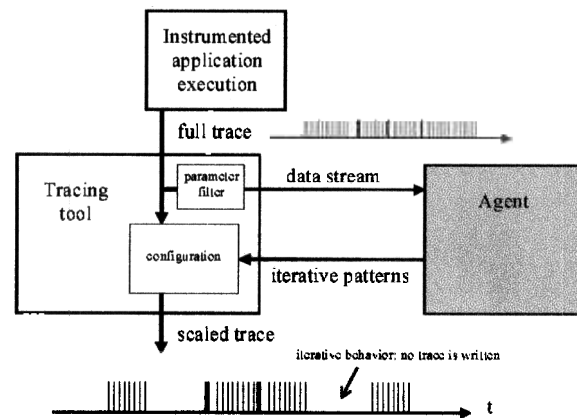 Instrumented
application
execution
full trace
Tracing
tool
parameter
filter
data stream
Agent
configuration
iterative patterns
scaled trace
iterative behavior: no trace is written
t